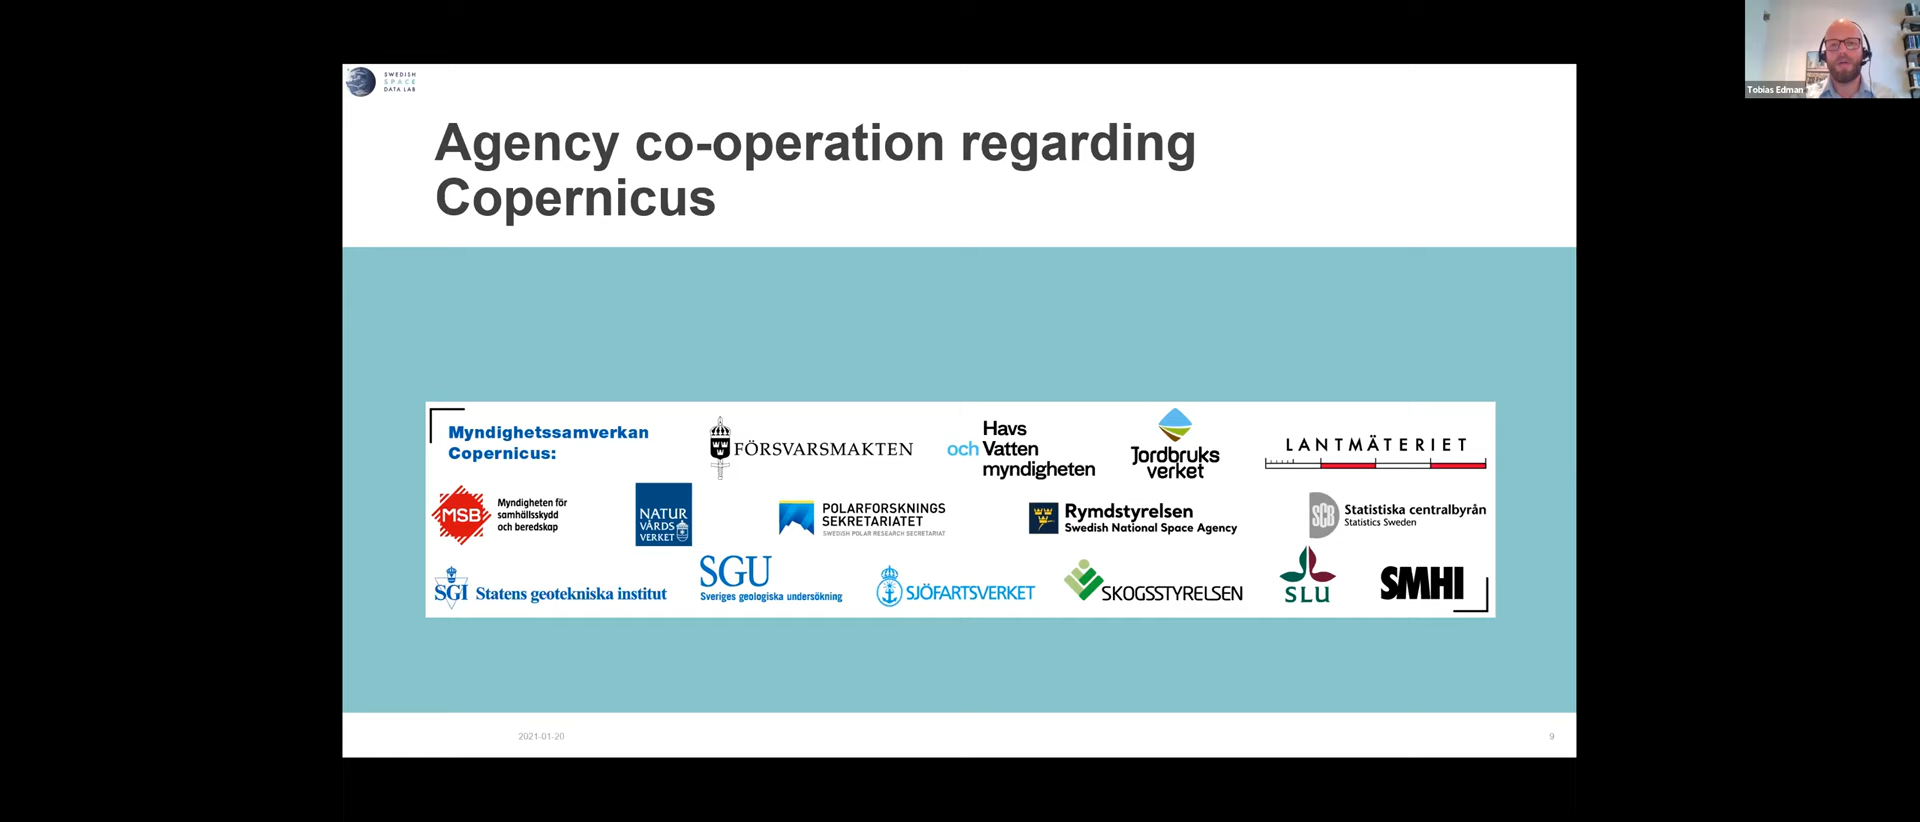 SWEDISH
SPACE
DATA LAB
Tobias Edman
Agency co-operation regarding
Copernicus
Myndighetssamverkan
Copernicus:
FÖRSVARSMAKTEN
Havs
och Vatten
myndigheten
Jordbruks
verket
LANTMÄTERIET
MSB
Myndigheten för
samhällsskydd
och beredskap
NATUR
VÅRDS
VERKET
POLARFORSKNINGS
SEKRETARIATET
SWEDISH POLAR RESEARCH SECRETARIAT
Rymdstyrelsen
Swedish National Space Agency
SCB
Statistiska centralbyrån
Statistics Sweden
SGI Statens geotekniska institut
SGU
Sveriges geologiska undersökning
SJÖFARTSVERKET
SKOGSSTYRELSEN
SLU
SMHI
2021-01-20
9